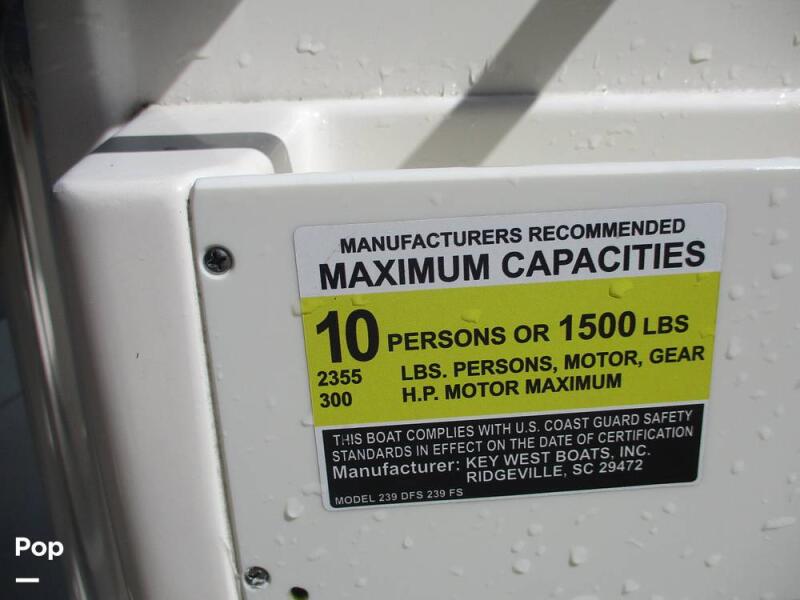 MANUFACTURERS RECOMMENDED
MAXIMUM CAPACITIES
10 PERSONS OR 1500 LBS
2355 LBS. PERSONS, MOTOR, GEAR
300 H.P. MOTOR MAXIMUM
THIS BOAT COMPLIES WITH U.S. COAST GUARD SAFETY
STANDARDS IN EFFECT ON THE DATE OF CERTIFICATION
Manufacturer: KEY WEST BOATS, INC.
RIDGEVILLE, SC 29472
MODEL 239 DFS 239 FS
Pop